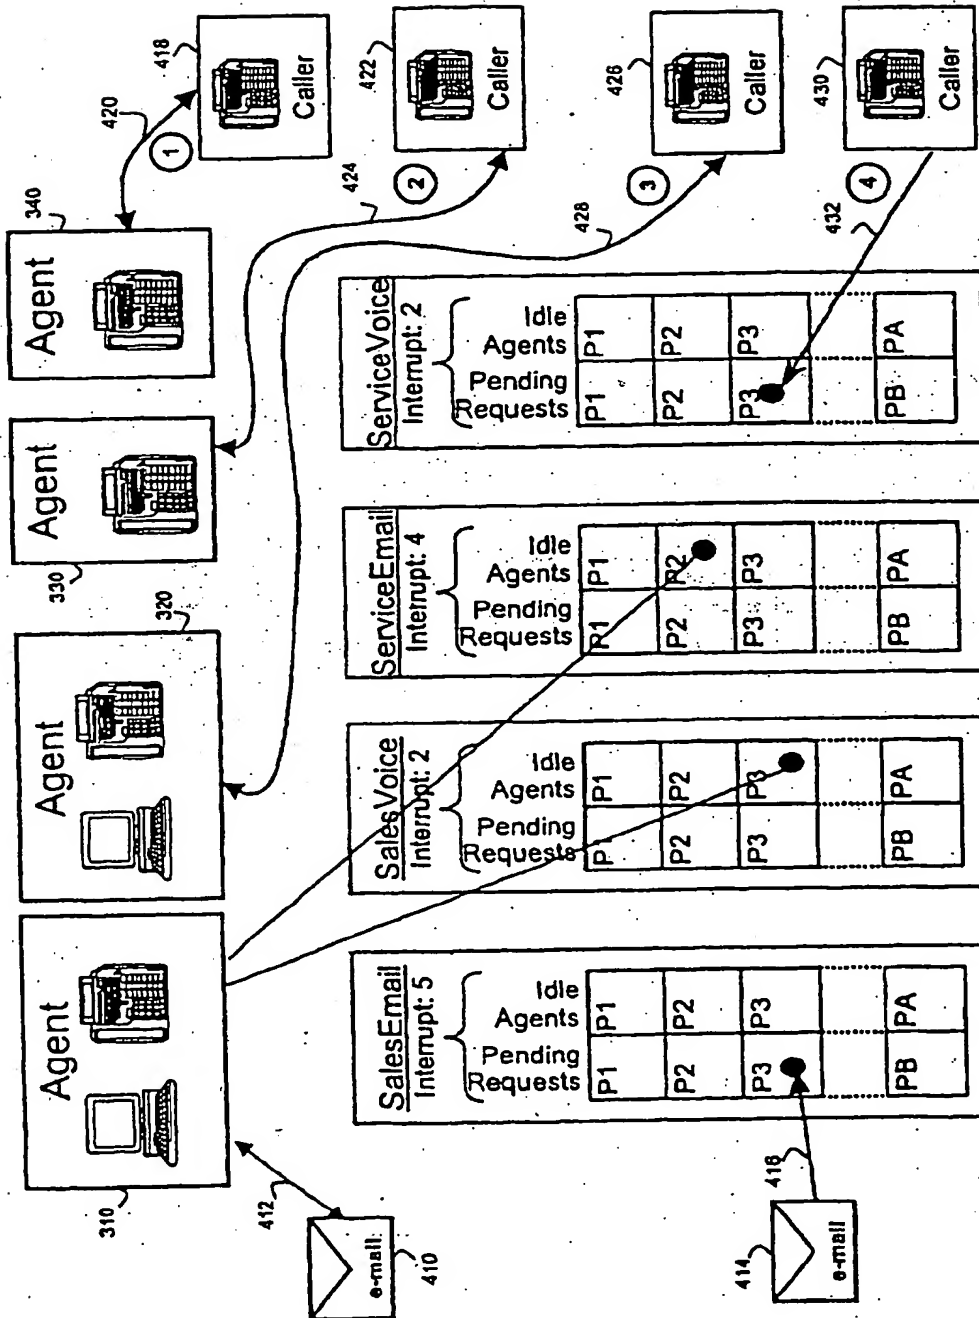 310
Agent
320
Agent
330
Agent
340
Agent
412
e-mail
410
420
418
Caller
1
424
422
Caller
2
428
426
Caller
3
432
430
Caller
4
414
e-mail
416
SalesEmail
Interrupt: 5
Pending Requests
Idle Agents
P1 P1
P2 P2
P3 P3
PB PA
SalesVoice
Interrupt: 2
Pending Requests
Idle Agents
P1 P1
P2 P2
P3 P3
PB PA
ServiceEmail
Interrupt: 4
Pending Requests
Idle Agents
P1 P1
P2 P2
P3 P3
PB PA
ServiceVoice
Interrupt: 2
Pending Requests
Idle Agents
P1 P1
P2 P2
P3 P3
PB PA